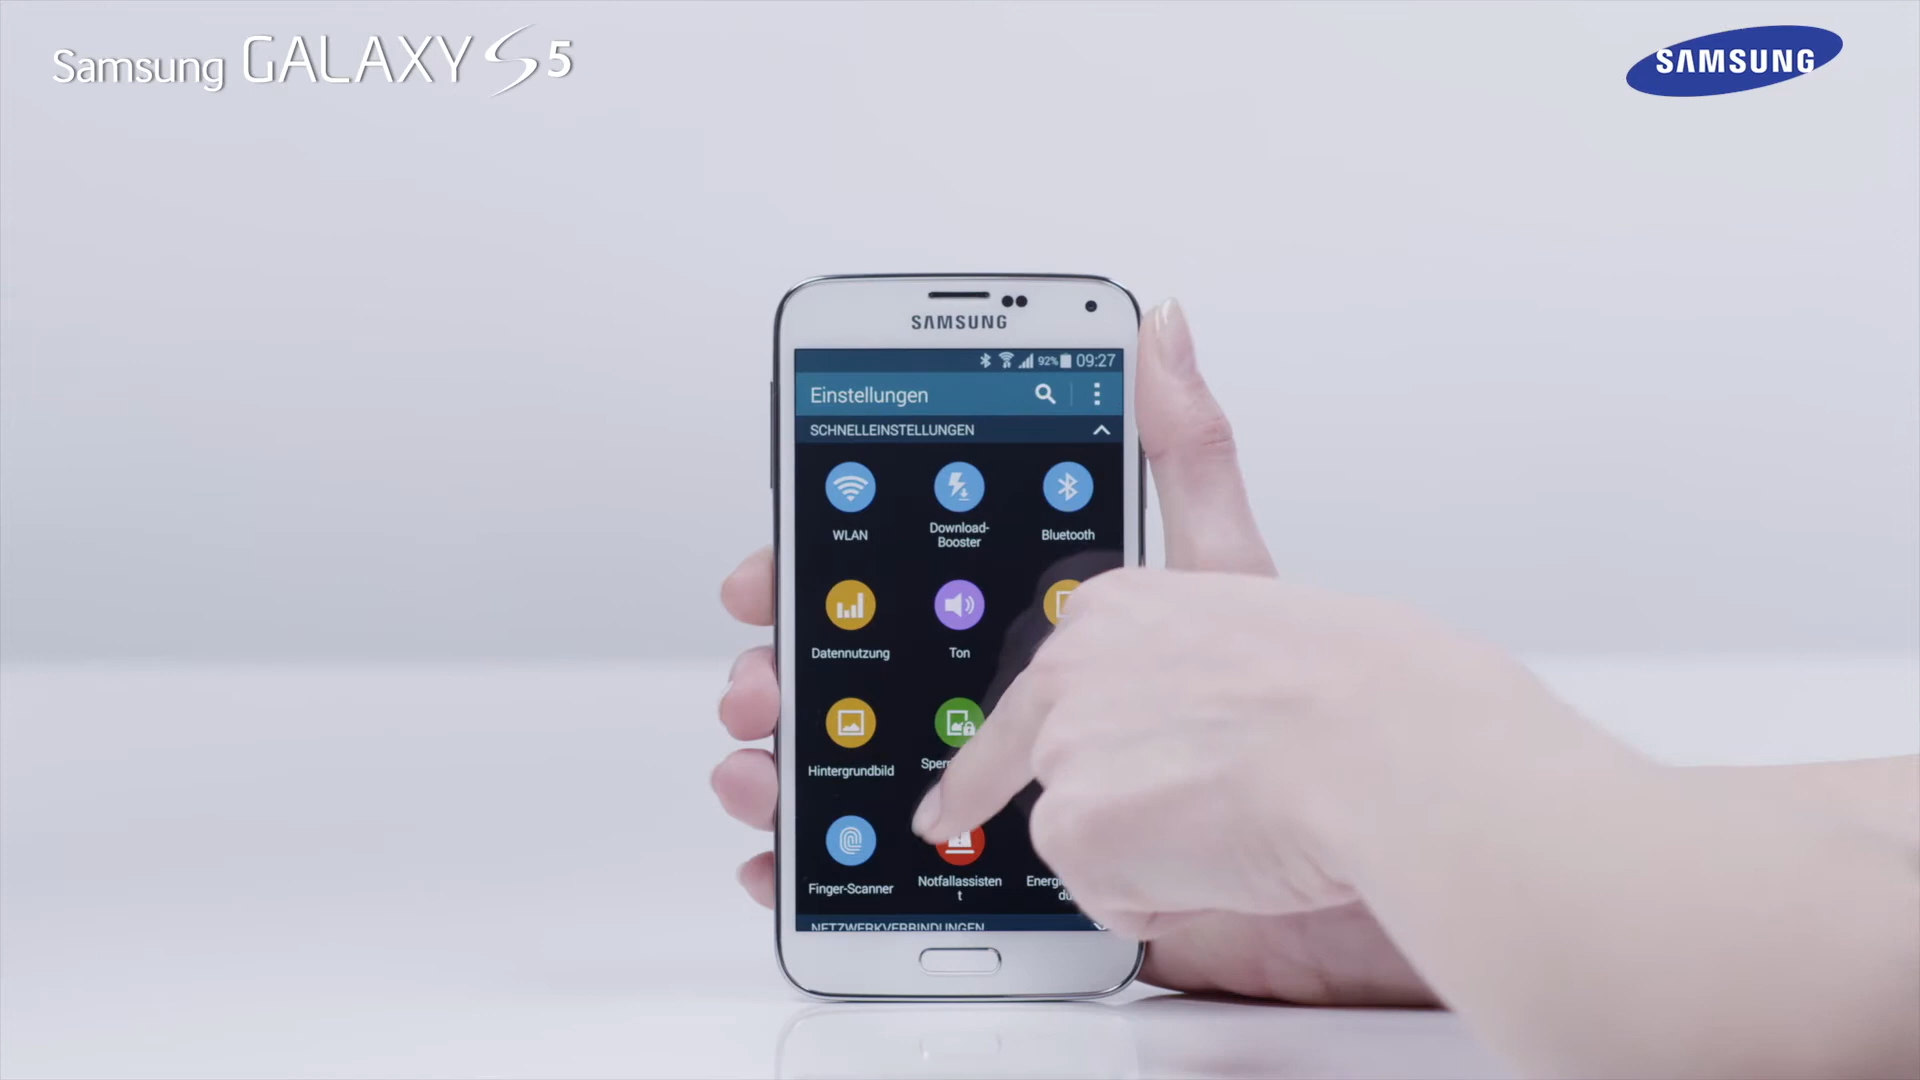 Samsung GALAXY S5
SAMSUNG
SAMSUNG
92% 09:27
Einstellungen
SCHNELLEINSTELLUNGEN
WLAN
Download-
Booster
Bluetooth
Datennutzung
Ton
Hintergrundbild
Finger-Scanner
Notfallassisten
t
NETZWERKVERBINDUNGEN